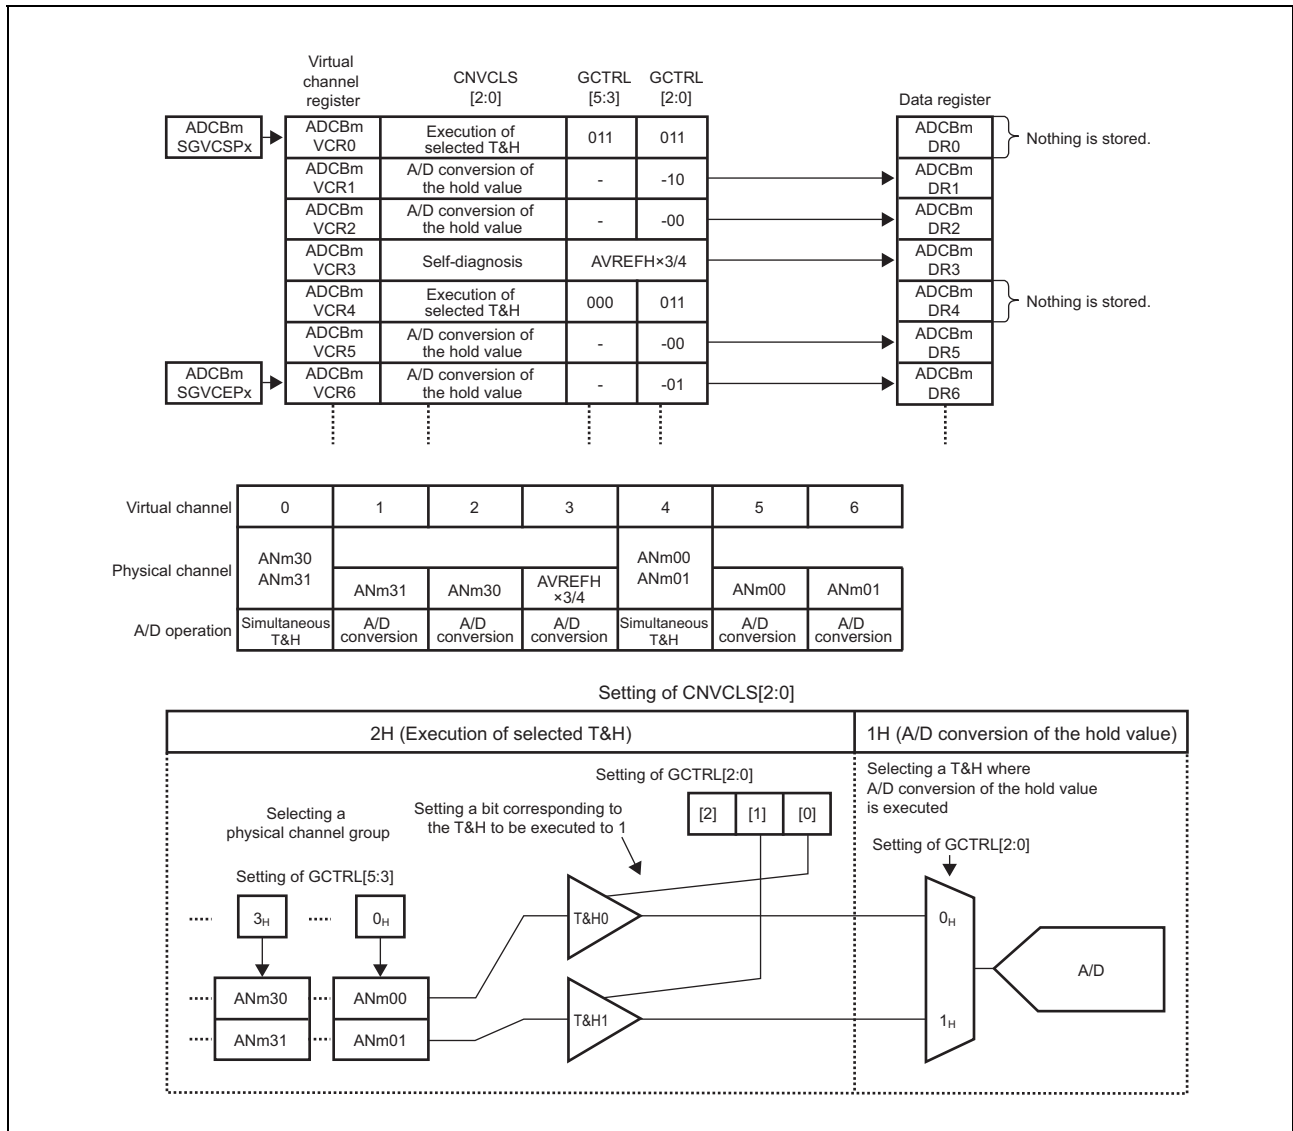 Virtual
channel
register
CNVCLS
[2:0]
GCTRL
[5:3]
GCTRL
[2:0]
Data register
ADCBm
SGVCSPx
ADCBm
VCR0
Execution of
selected T&H
011
011
ADCBm
DR0
Nothing is stored.
ADCBm
VCR1
A/D conversion of
the hold value
-
-10
ADCBm
DR1
ADCBm
VCR2
A/D conversion of
the hold value
-
-00
ADCBm
DR2
ADCBm
VCR3
Self-diagnosis
AVREFH×3/4
ADCBm
DR3
ADCBm
VCR4
Execution of
selected T&H
000
011
ADCBm
DR4
Nothing is stored.
ADCBm
VCR5
A/D conversion of
the hold value
-
-00
ADCBm
DR5
ADCBm
SGVCEPx
ADCBm
VCR6
A/D conversion of
the hold value
-
-01
ADCBm
DR6
Virtual channel
0
1
2
3
4
5
6
Physical channel
ANm30
ANm31
ANm31
ANm30
AVREFH
×3/4
ANm00
ANm01
ANm00
ANm01
A/D operation
Simultaneous
T&H
A/D
conversion
A/D
conversion
A/D
conversion
Simultaneous
T&H
A/D
conversion
A/D
conversion
Setting of CNVCLS[2:0]
2H (Execution of selected T&H)
1H (A/D conversion of the hold value)
Setting of GCTRL[2:0]
[2]
[1]
[0]
Selecting a
physical channel group
Setting a bit corresponding to
the T&H to be executed to 1
Selecting a T&H where
A/D conversion of the hold value
is executed
Setting of GCTRL[2:0]
Setting of GCTRL[5:3]
3H
0H
T&H0
0H
ANm30
ANm00
A/D
ANm31
ANm01
T&H1
1H